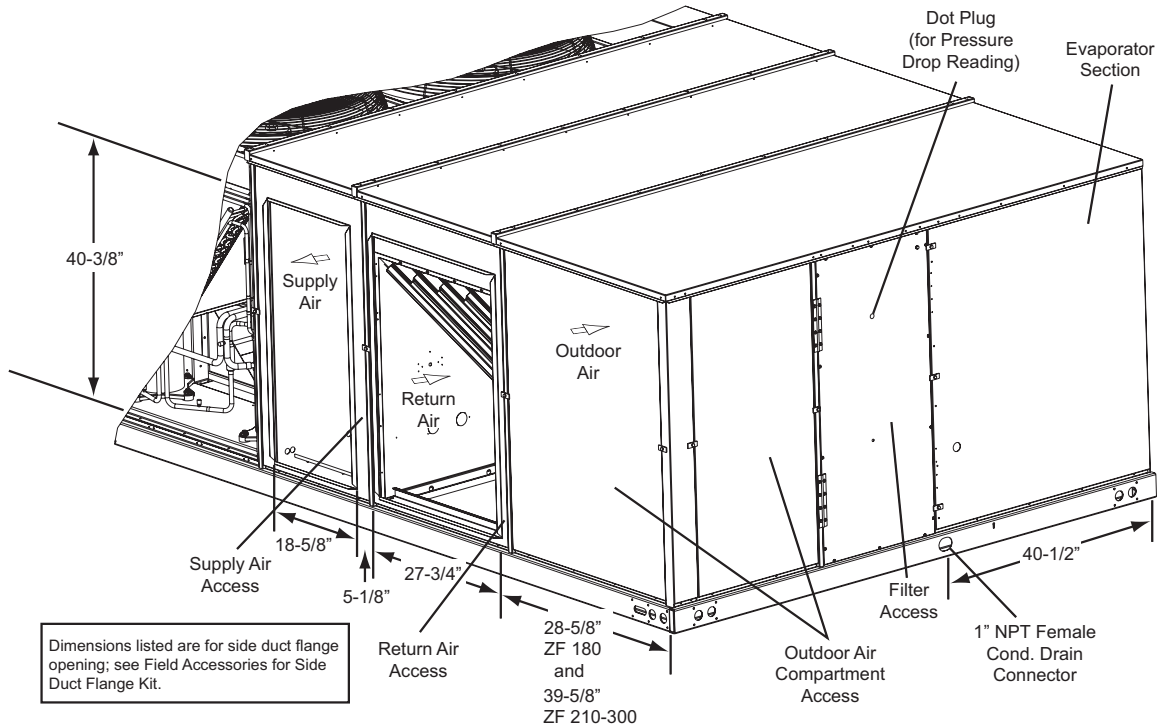 Dot Plug
(for Pressure
Drop Reading)
Evaporator
Section
40-3/8”
Supply
Air
Outdoor
Air
Return
Air
18-5/8”
Supply Air
Access
5-1/8”
27-3/4”
Return Air
Access
28-5/8”
ZF 180
and
39-5/8”
ZF 210-300
Outdoor Air
Compartment
Access
Filter
Access
40-1/2”
1” NPT Female
Cond. Drain
Connector
Dimensions listed are for side duct flange
opening; see Field Accessories for Side
Duct Flange Kit.